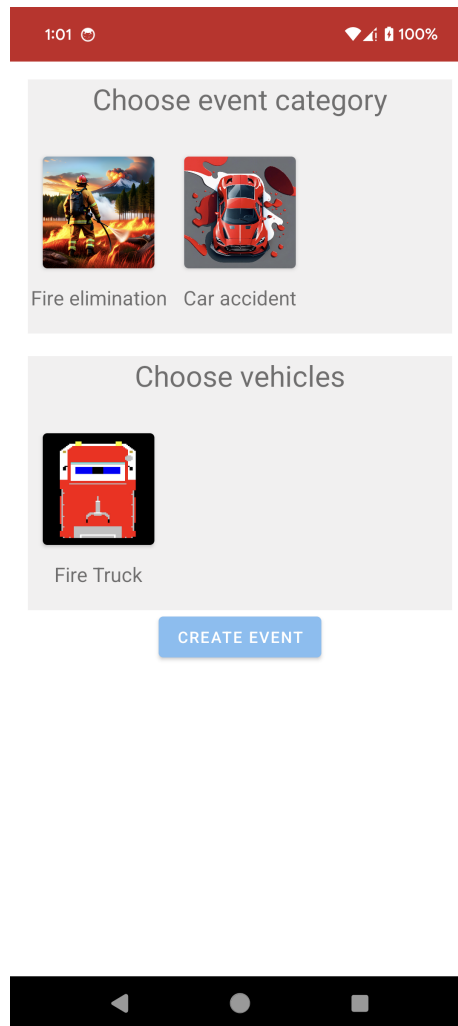 1:01 100%
Choose event category
Fire elimination Car accident
Choose vehicles
Fire Truck
CREATE EVENT